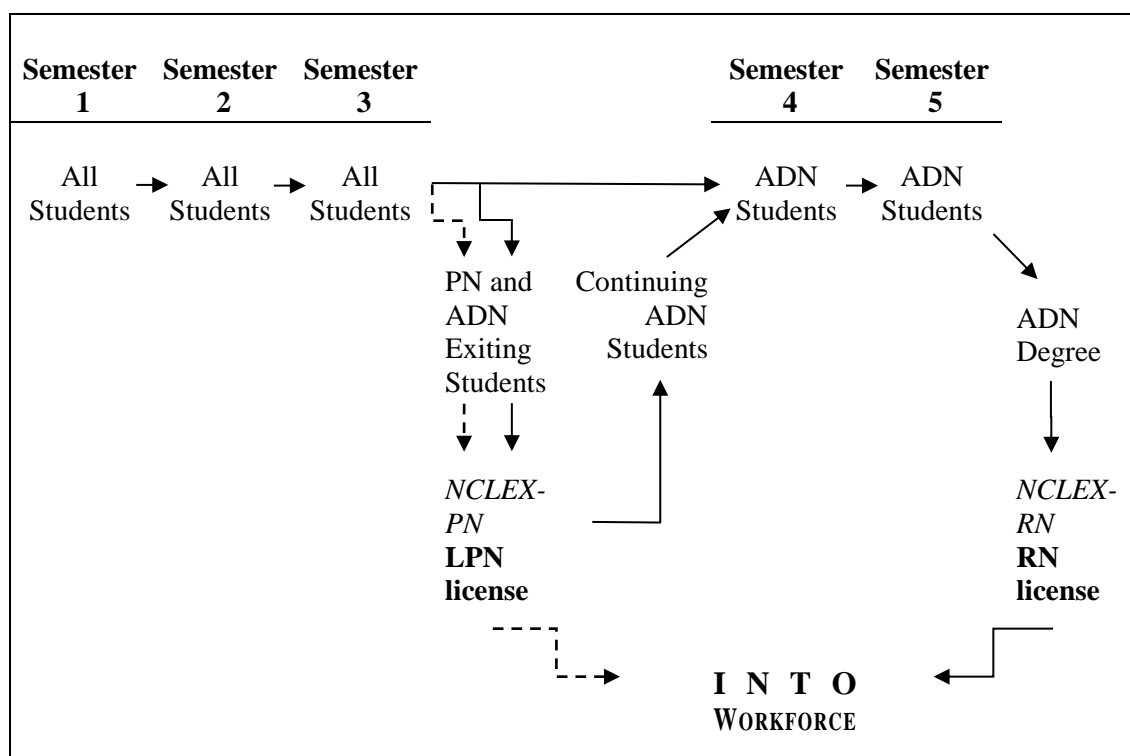 Semester Semester Semester Semester Semester
1 2 3 4 5
All All All ADN ADN
Students Students Students Students Students
PN and
ADN
Exiting
Students
Continuing
ADN
Students
ADN
Degree
NCLEX-
PN
LPN
license
NCLEX-
RN
RN
license
I N T O
WORKFORCE